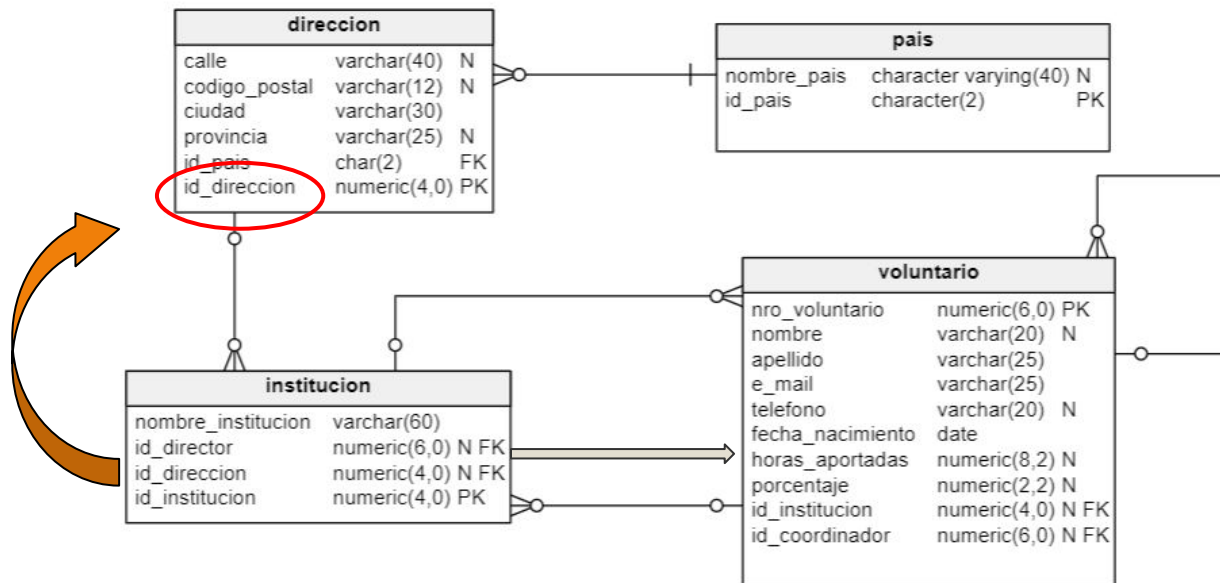 direccion
calle varchar(40) N
codigo_postal varchar(12) N
ciudad varchar(30)
provincia varchar(25) N
id_pais char(2) FK
id_direccion numeric(4,0) PK
pais
nombre_pais character varying(40) N
id_pais character(2) PK
voluntario
nro_voluntario numeric(6,0) PK
nombre varchar(20) N
apellido varchar(25)
e_mail varchar(25)
telefono varchar(20) N
fecha_nacimiento date
horas_aportadas numeric(8,2) N
porcentaje numeric(2,2) N
id_institucion numeric(4,0) N FK
id_coordinador numeric(6,0) N FK
institucion
nombre_institucion varchar(60)
id_director numeric(6,0) N FK
id_direccion numeric(4,0) N FK
id_institucion numeric(4,0) PK